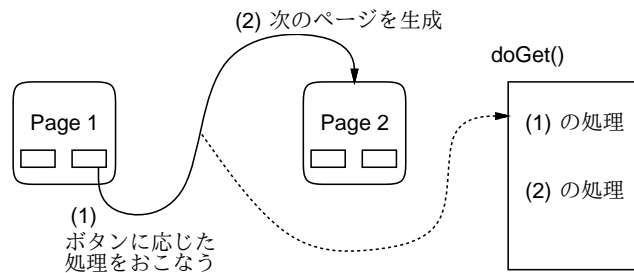 (2) 次のページを生成
doGet()
Page 1
Page 2
(1) の処理
(2) の処理
(1)
ボタンに応じた
処理をおこなう